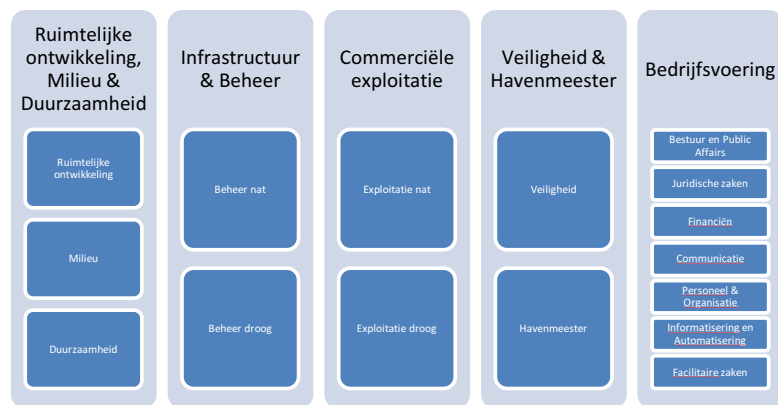 Ruimtelijke
ontwikkeling,
Milieu &
Duurzaamheid
Ruimtelijke
ontwikkeling
Milieu
Duurzaamheid
Infrastructuur
& Beheer
Beheer nat
Beheer droog
Commerciële
exploitatie
Exploitatie nat
Exploitatie droog
Veiligheid &
Havenmeester
Veiligheid
Havenmeester
Bedrijfsvoering
Bestuur en Public
Affairs
Juridische zaken
Financiën
Communicatie
Personeel &
Organisatie
Informatisering en
Automatisering
Facilitaire zaken